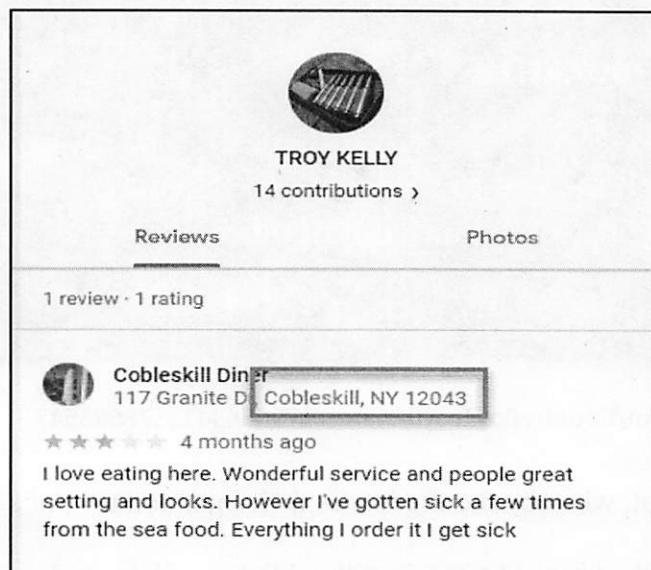 TROY KELLY
14 contributions ›
Reviews Photos
1 review · 1 rating
Cobleskill Diner
117 Granite D Cobleskill, NY 12043
4 months ago
I love eating here. Wonderful service and people great
setting and looks. However I've gotten sick a few times
from the sea food. Everything I order it I get sick